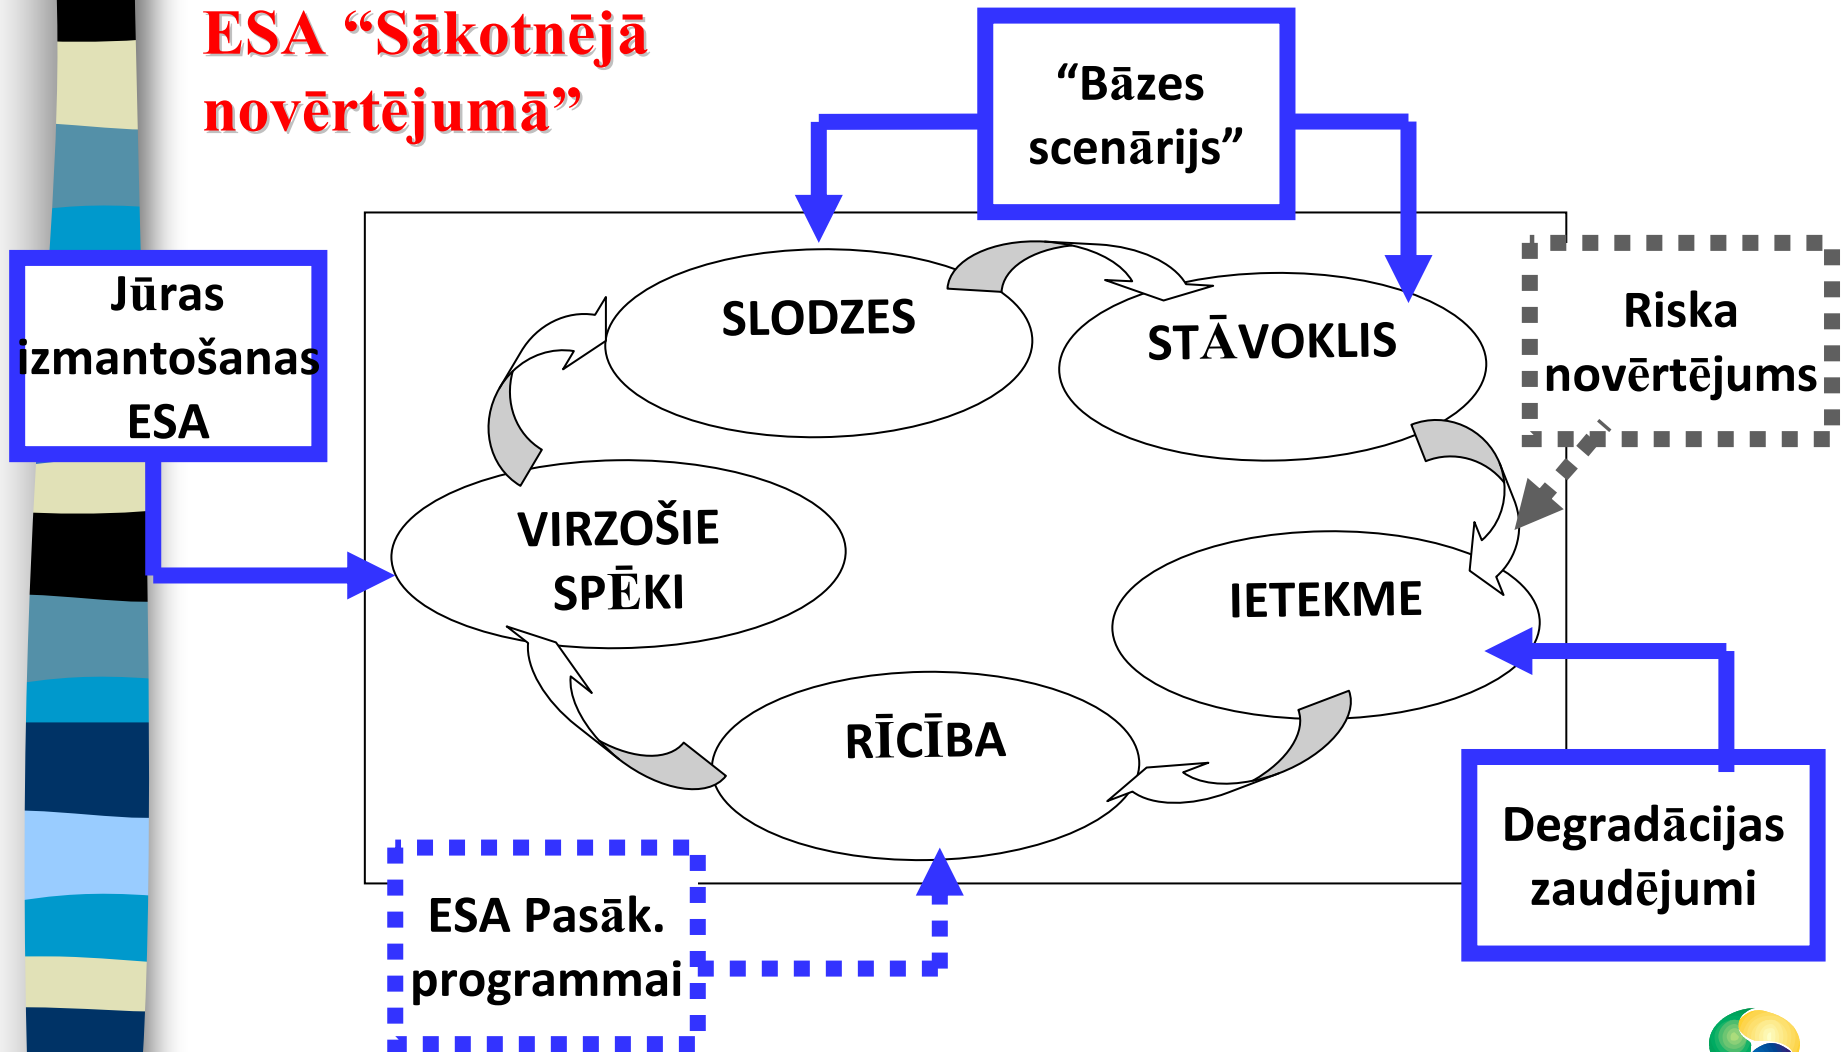 ESA “Sākotnējā
novērtējumā”
“Bāzes
scenārijs”
Jūras
izmantošanas
ESA
SLODZES
STĀVOKLIS
Riska
novērtējums
VIRZOŠIE
SPĒKI
IETEKME
RĪCĪBA
Degradācijas
zaudējumi
ESA Pasāk.
programmai